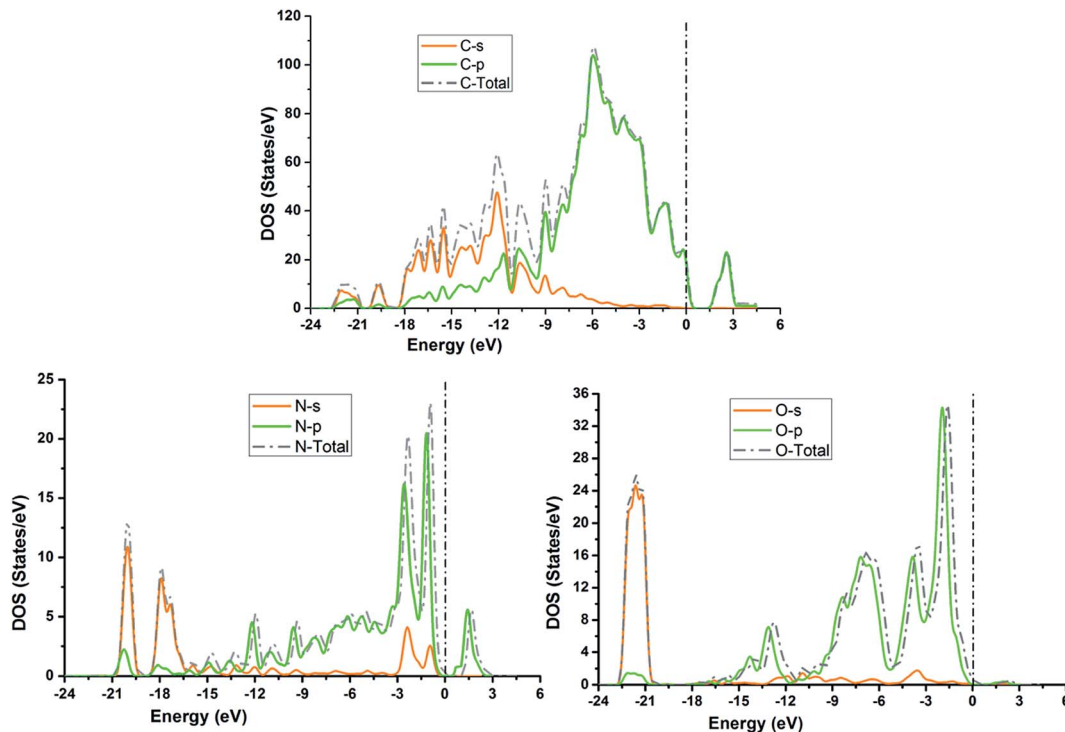 120
100
80
60
40
20
0
DOS (States/eV)
C-s
C-p
C-Total
-24 -21 -18 -15 -12 -9 -6 -3 0 3 6
Energy (eV)
25
20
15
10
5
0
DOS (States/eV)
N-s
N-p
N-Total
-24 -21 -18 -15 -12 -9 -6 -3 0 3 6
Energy (eV)
36
32
28
24
20
16
12
8
4
0
DOS (States/eV)
O-s
O-p
O-Total
-24 -21 -18 -15 -12 -9 -6 -3 0 3 6
Energy (eV)